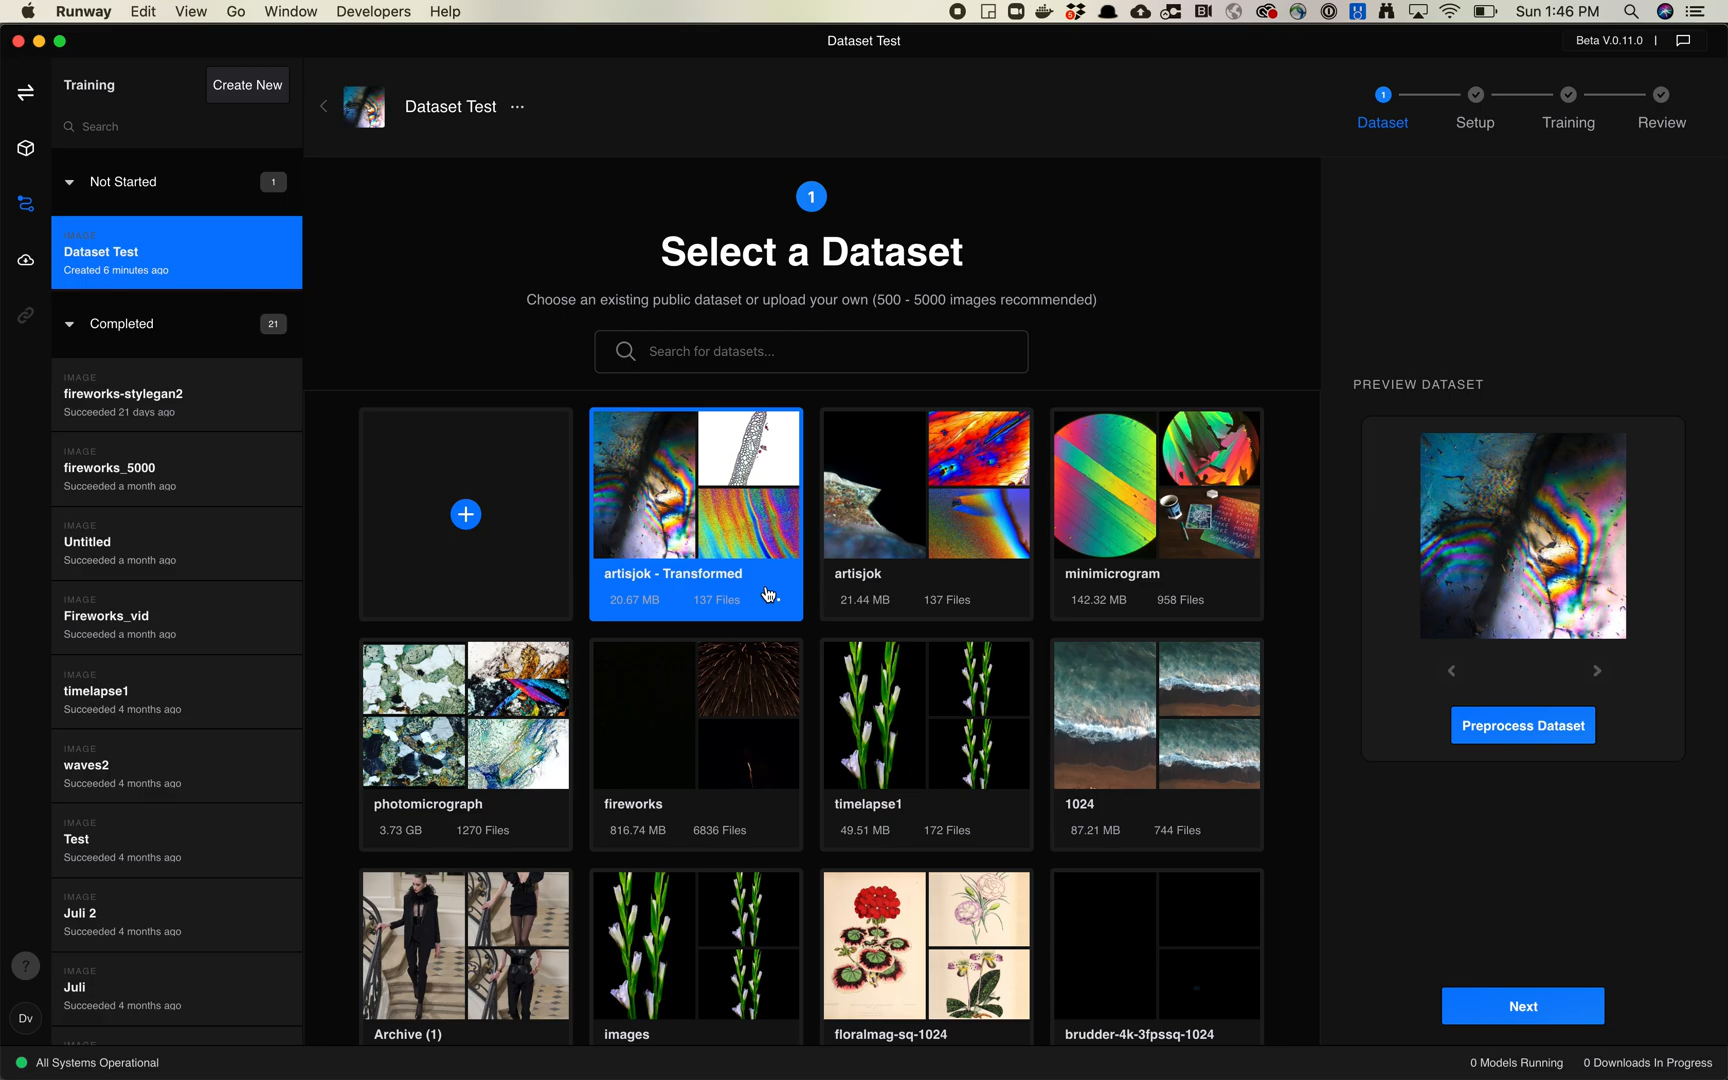 Runway Edit View Go Window Developers Help
Sun 1:46 PM
Dataset Test
Beta V.0.11.0 |
Training
Create New
Search
Dataset Test ...
1
Dataset Setup Training Review
Not Started 1
IMAGE
Dataset Test
Created 6 minutes ago
Completed 21
IMAGE
fireworks-stylegan2
Succeeded 21 days ago
IMAGE
fireworks_5000
Succeeded a month ago
IMAGE
Untitled
Succeeded a month ago
IMAGE
Fireworks_vid
Succeeded a month ago
IMAGE
timelapse1
Succeeded 4 months ago
IMAGE
waves2
Succeeded 4 months ago
IMAGE
Test
Succeeded 4 months ago
IMAGE
Juli 2
Succeeded 4 months ago
IMAGE
Juli
Succeeded 4 months ago
?
Dv
1
Select a Dataset
Choose an existing public dataset or upload your own (500 - 5000 images recommended)
Search for datasets...
artisjok - Transformed
20.67 MB 137 Files
artisjok
21.44 MB 137 Files
minimicrogram
142.32 MB 958 Files
photomicrograph
3.73 GB 1270 Files
fireworks
816.74 MB 6836 Files
timelapse1
49.51 MB 172 Files
1024
87.21 MB 744 Files
Archive (1)
images
floralmag-sq-1024
brudder-4k-3fpssq-1024
PREVIEW DATASET
Preprocess Dataset
Next
All Systems Operational
0 Models Running 0 Downloads In Progress